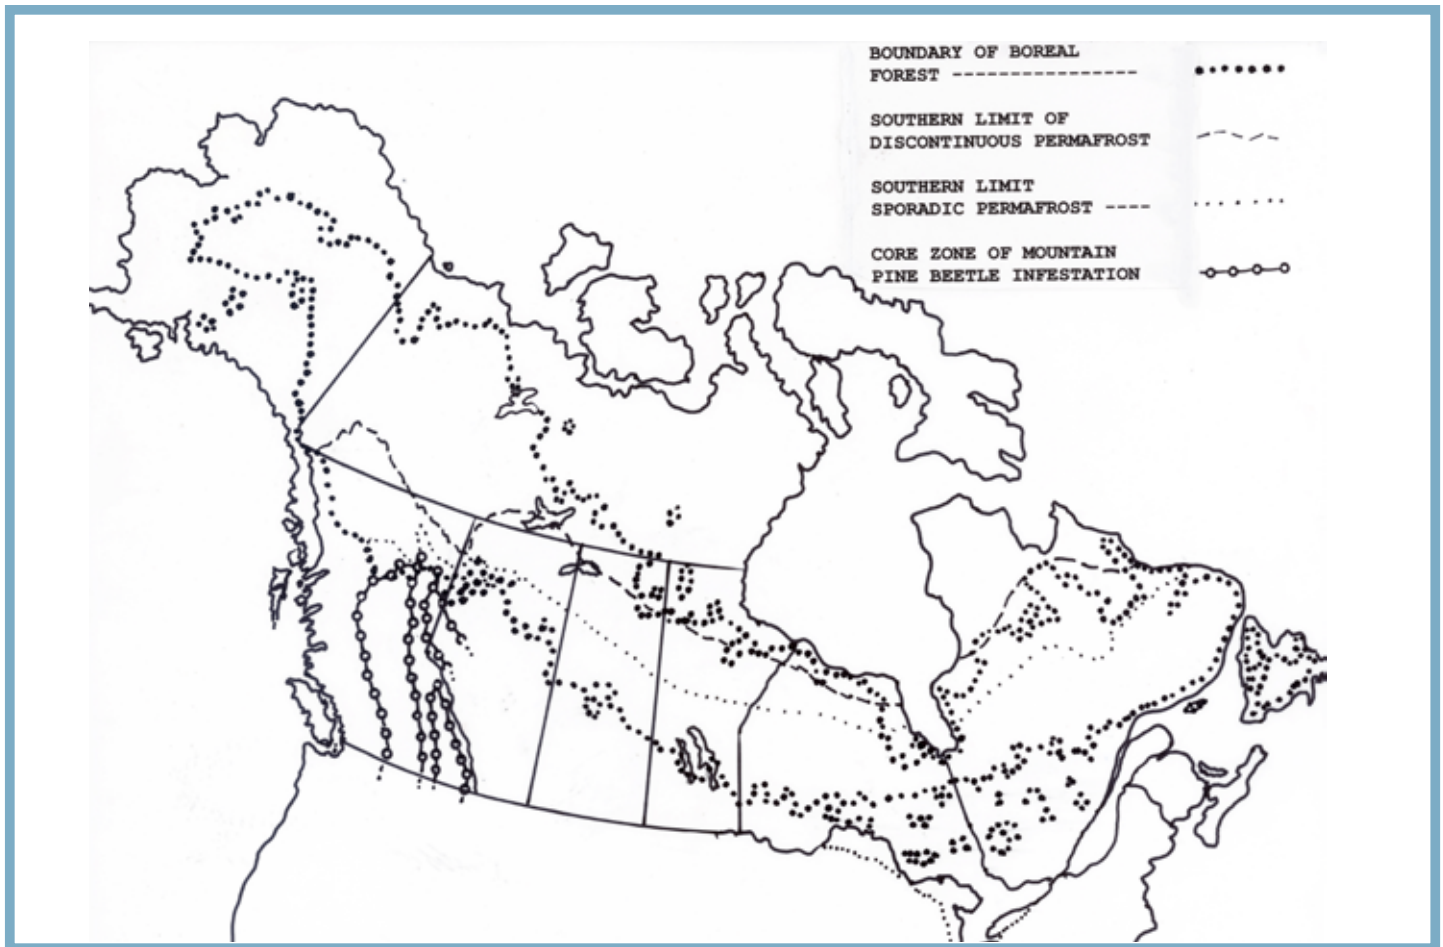 BOUNDARY OF BOREAL
FOREST ----------------
SOUTHERN LIMIT OF
DISCONTINUOUS PERMAFROST
SOUTHERN LIMIT
SPORADIC PERMAFROST ----
CORE ZONE OF MOUNTAIN
PINE BEETLE INFESTATION